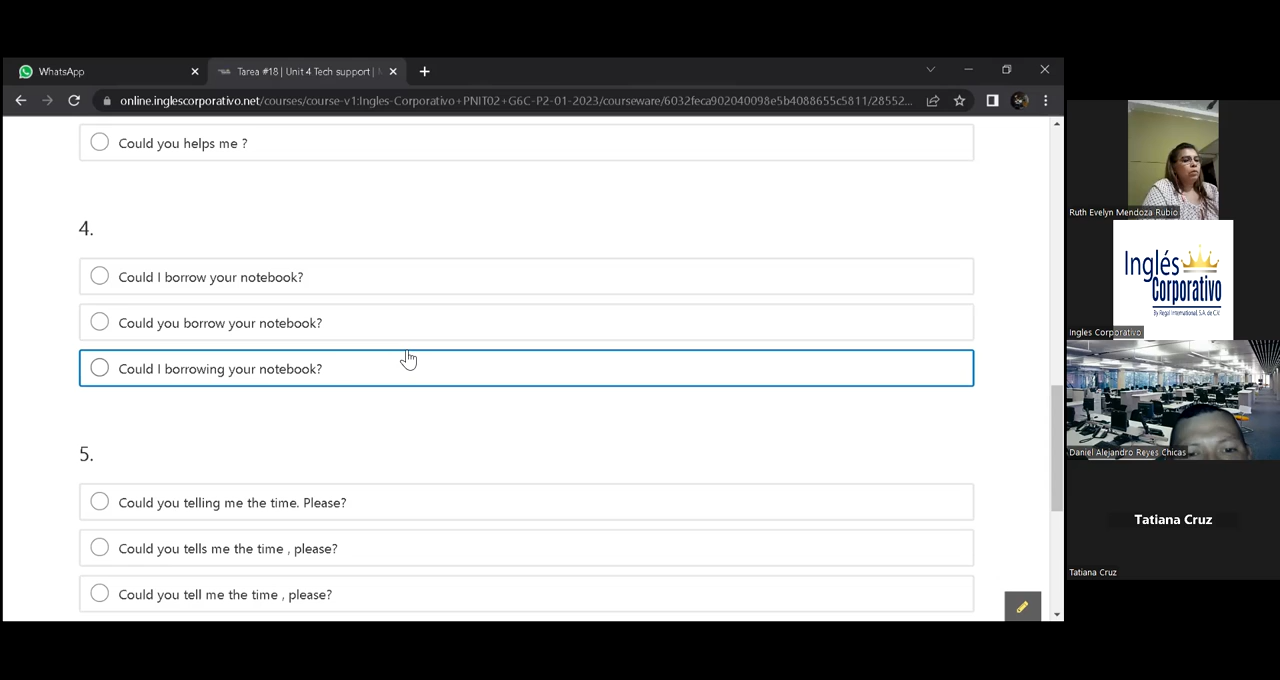 WhatsApp
Tarea #18 | Unit 4 Tech support |
online.inglescorporativo.net/courses/course-v1:Ingles-Corporativo+PNIT02+G6C-P2-01-2023/courseware/6032feca902040098e5b4088655c5811/28552...
Could you helps me ?
4.
Could I borrow your notebook?
Could you borrow your notebook?
Could I borrowing your notebook?
5.
Could you telling me the time. Please?
Could you tells me the time , please?
Could you tell me the time , please?
Ruth Evelyn Mendoza Rubio
Inglés
Corporativo
By Regal International, S.A. de C.V.
Ingles Corporativo
Daniel Alejandro Reyes Chicas
Tatiana Cruz
Tatiana Cruz